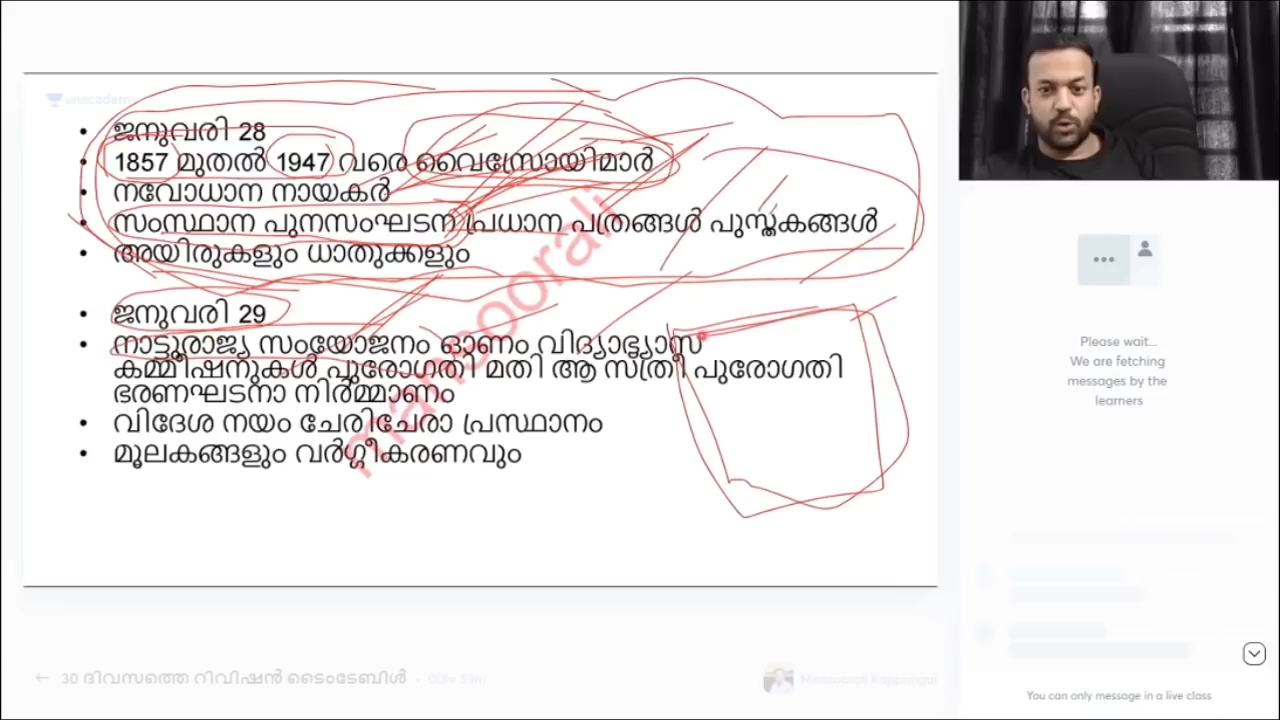 unacademy
ജനുവരി 28
1857 മുതൽ 1947 വരെ വൈസ്രോയിമാർ
നവോധാന നായകർ
സംസ്ഥാന പുനസംഘടന പ്രധാന പത്രങ്ങൾ പുസ്തകങ്ങൾ
അയിരുകളും ധാതുക്കളും
ജനുവരി 29
നാട്ടുരാജ്യ സംയോജനം ഓണം വിദ്യാഭ്യാസ
കമ്മീഷനുകൾ പുരോഗതി മതി ആ സ്ത്രീ പുരോഗതി
ഭരണഘടനാ നിർമ്മാണം
വിദേശ നയം ചേരി ചേരാ പ്രസ്ഥാനം
മൂലകങ്ങളും വർഗ്ഗീകരണവും
mansoorali
Please wait...
We are fetching
messages by the
learners
30 ദിവസത്തെ റിവിഷൻ ടൈംടേബിൾ
You can only message in a live class